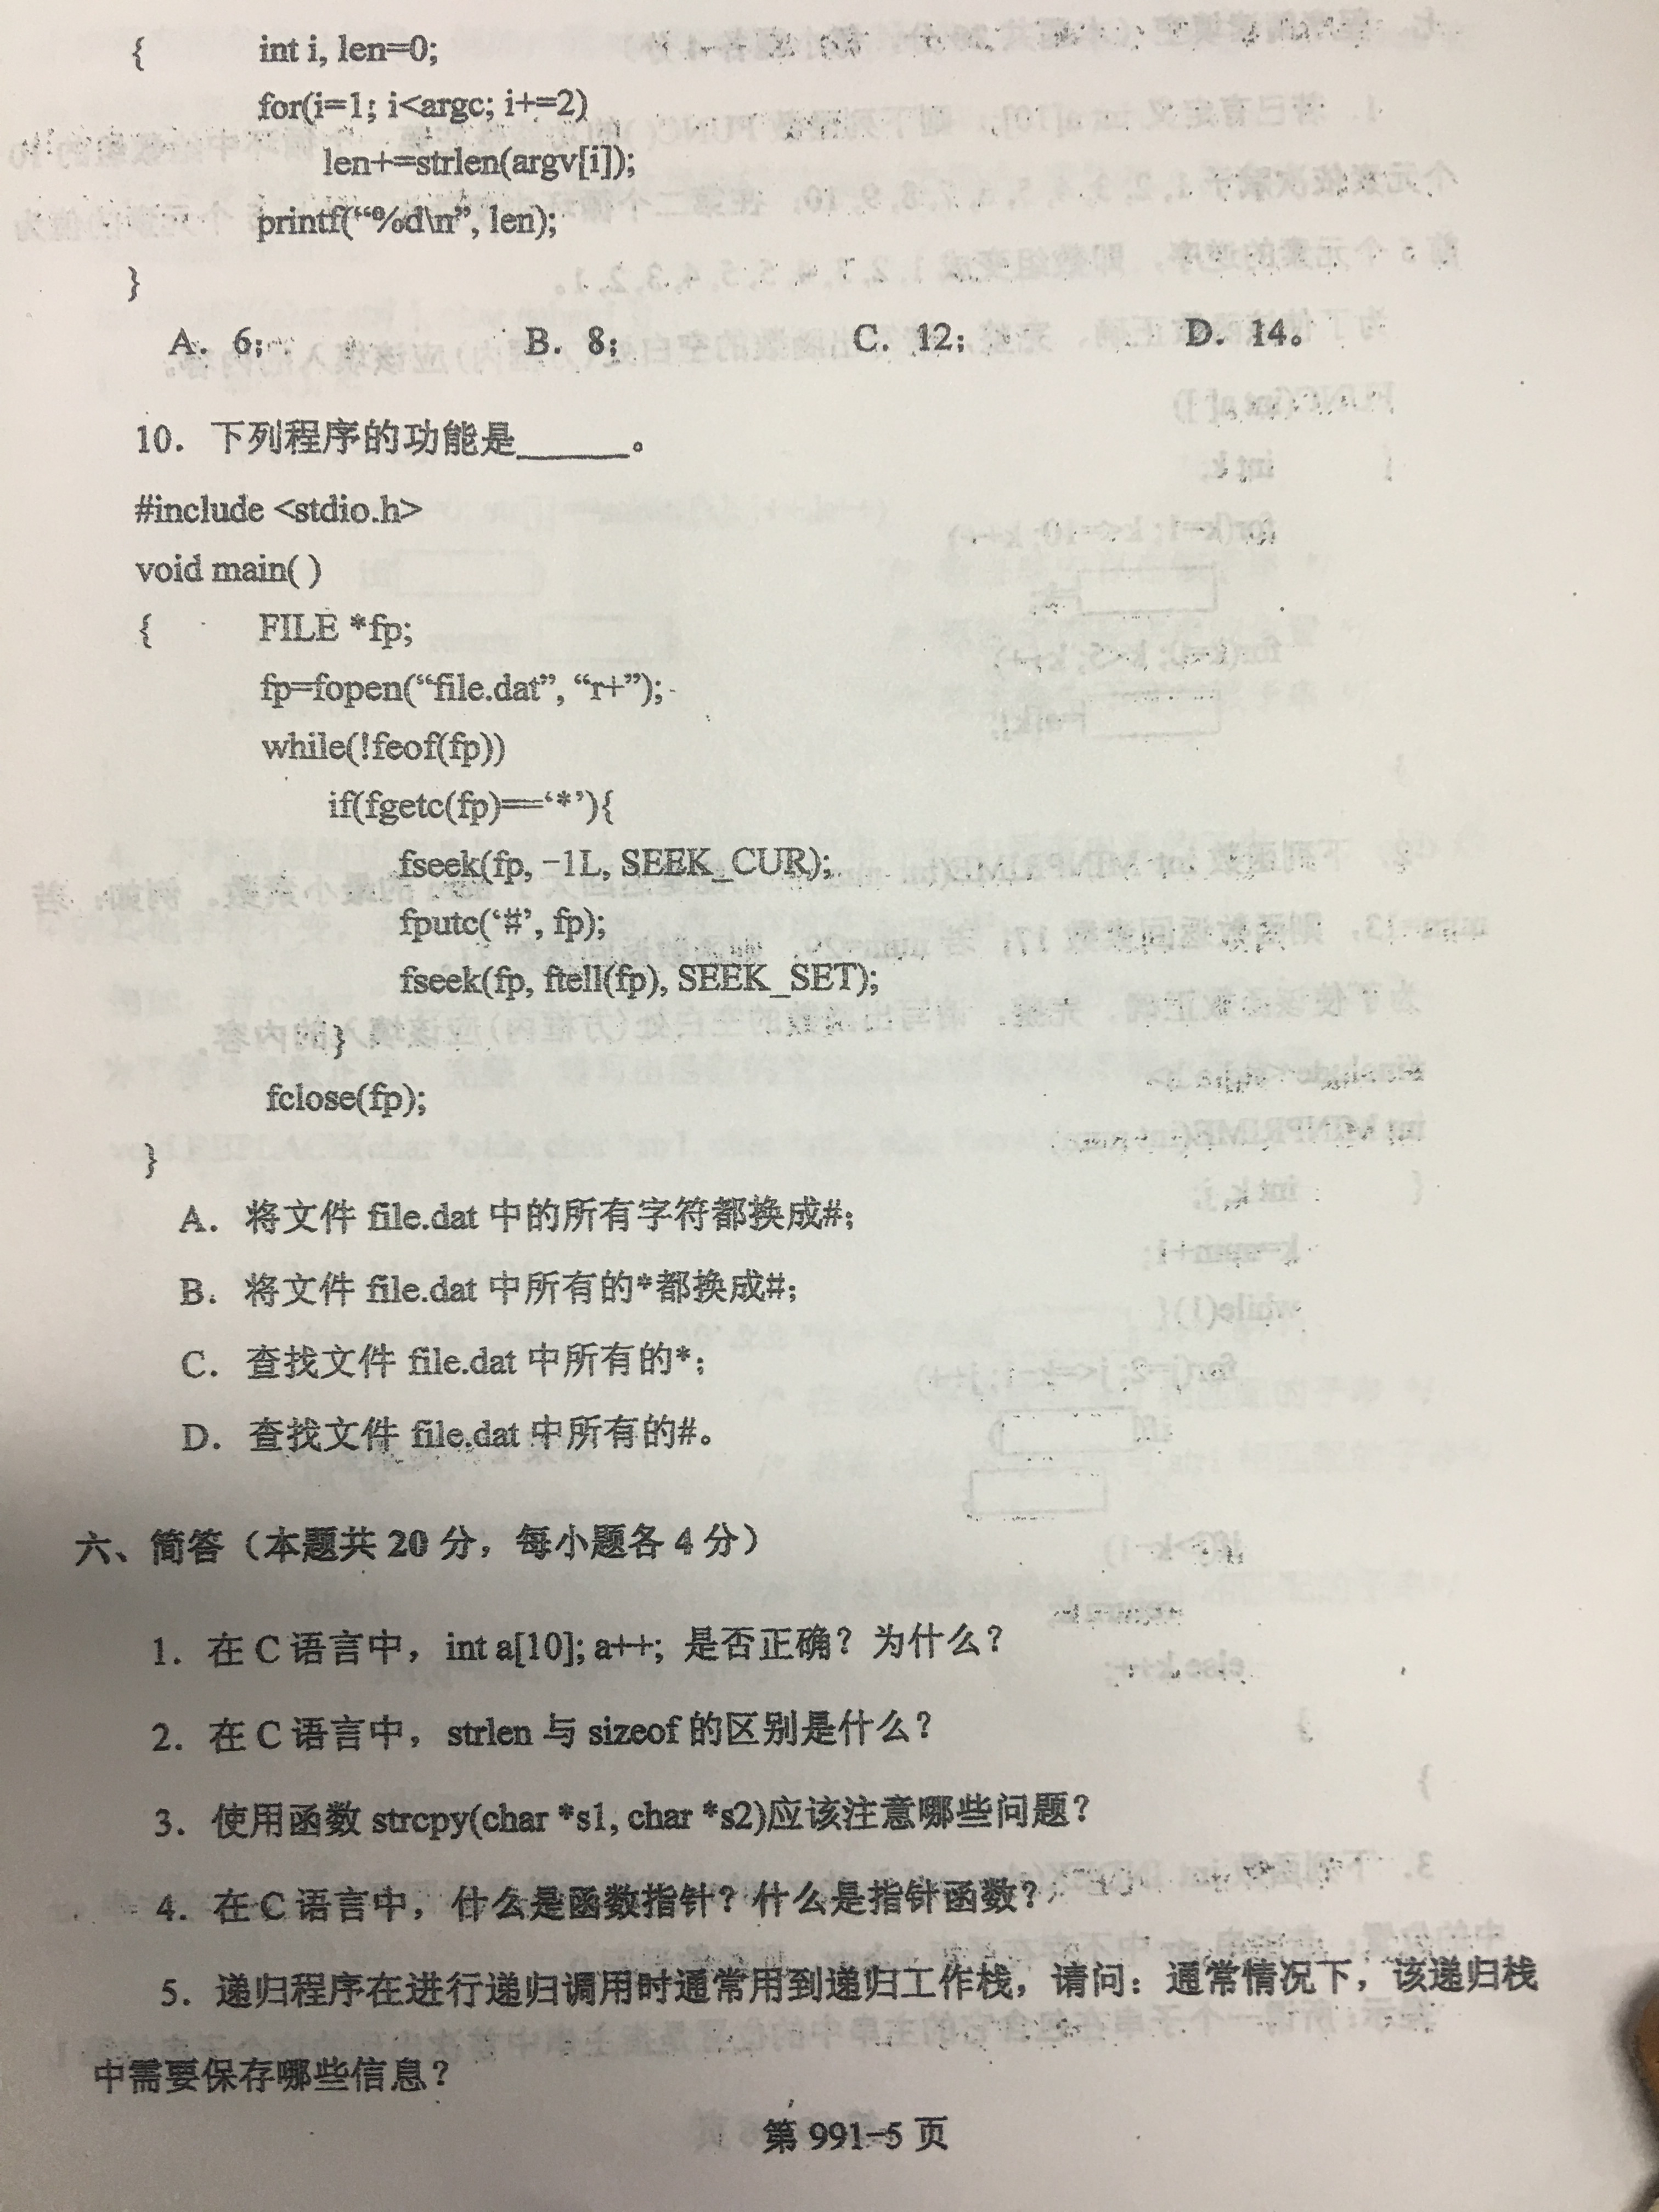 { int i, len=0;
for(i=1; i<argc; i+=2)
len+=strlen(argv[i]);
printf(“%d\n”, len);
}
A. 6; B. 8; C. 12; D. 14。
10. 下列程序的功能是______。
#include <stdio.h>
void main( )
{ FILE *fp;
fp=fopen(“file.dat”, “r+”);
while(!feof(fp))
if(fgetc(fp)==‘*’){
fseek(fp, -1L, SEEK_CUR);
fputc(‘#’, fp);
fseek(fp, ftell(fp), SEEK_SET);
}
fclose(fp);
}
A. 将文件 file.dat 中的所有字符都换成#;
B. 将文件 file.dat 中所有的*都换成#;
C. 查找文件 file.dat 中所有的*;
D. 查找文件 file.dat 中所有的#。
六、简答（本题共 20 分，每小题各 4 分）
1. 在 C 语言中，int a[10]; a++; 是否正确？为什么？
2. 在 C 语言中，strlen 与 sizeof 的区别是什么？
3. 使用函数 strcpy(char *s1, char *s2)应该注意哪些问题？
4. 在 C 语言中，什么是函数指针？什么是指针函数？
5. 递归程序在进行递归调用时通常用到递归工作栈，请问：通常情况下，该递归栈
中需要保存哪些信息？
第 991-5 页